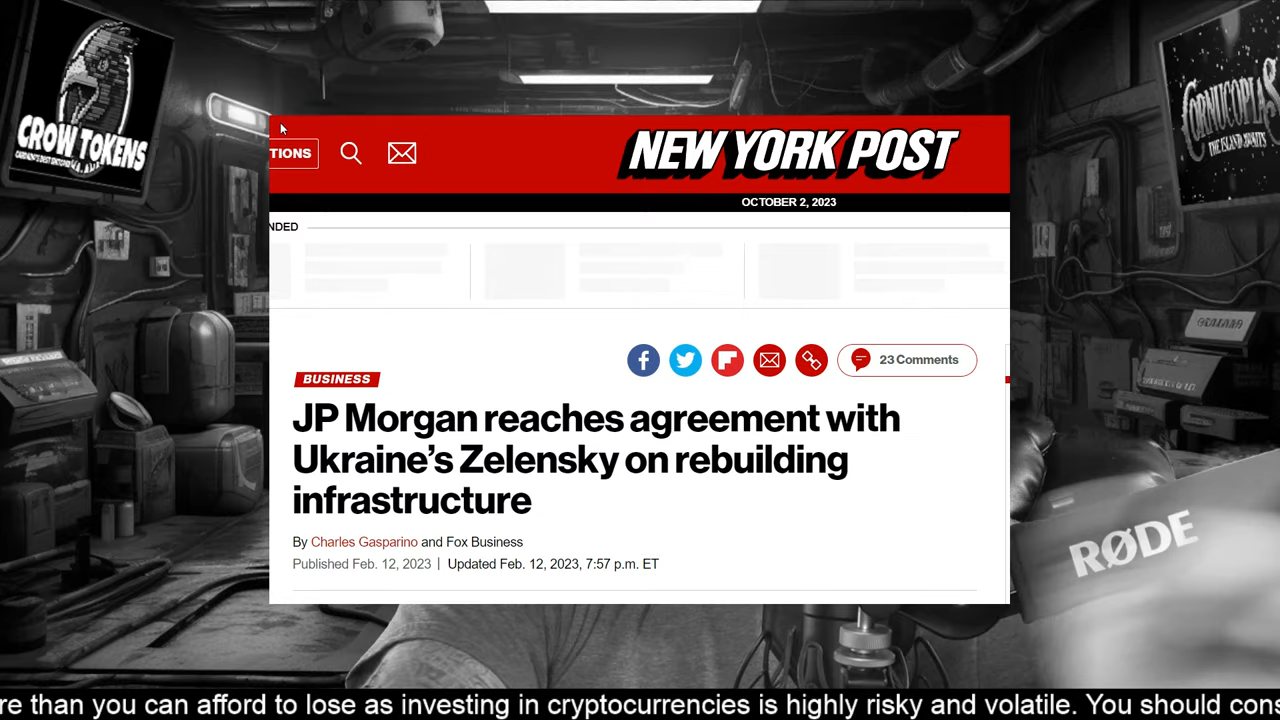 CROW TOKENS
CORNUCOPIAS
THE ISLAND AWAITS
TIONS
NEW YORK POST
OCTOBER 2, 2023
NDED
23 Comments
BUSINESS
JP Morgan reaches agreement with
Ukraine’s Zelensky on rebuilding
infrastructure
By Charles Gasparino and Fox Business
Published Feb. 12, 2023 | Updated Feb. 12, 2023, 7:57 p.m. ET
RØDE
re than you can afford to lose as investing in cryptocurrencies is highly risky and volatile. You should cons